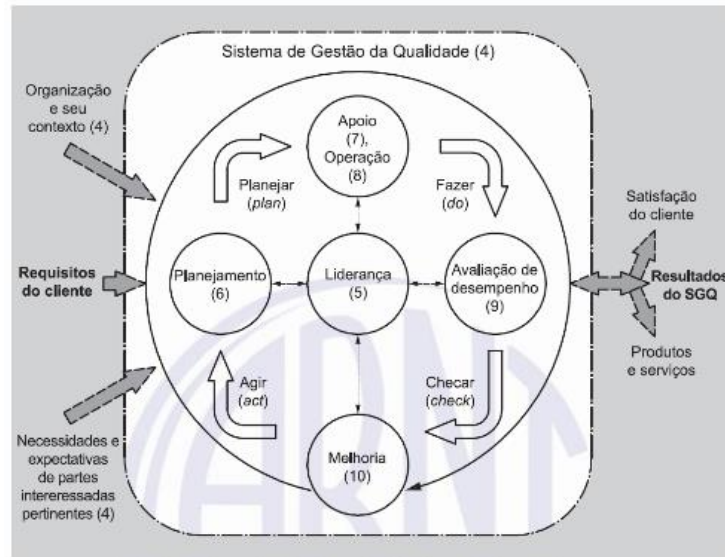 Sistema de Gestão da Qualidade (4)
Organização
e seu
contexto (4)
Apoio
(7),
Operação
(8)
Planejar
(plan)
Fazer
(do)
Satisfação
do cliente
Requisitos
do cliente
Planejamento
(6)
Liderança
(5)
Avaliação de
desempenho
(9)
Resultados
do SGQ
Produtos
e serviços
Agir
(act)
Checar
(check)
Necessidades e
expectativas
de partes
intereressadas
pertinentes (4)
Melhoria
(10)
ABNT